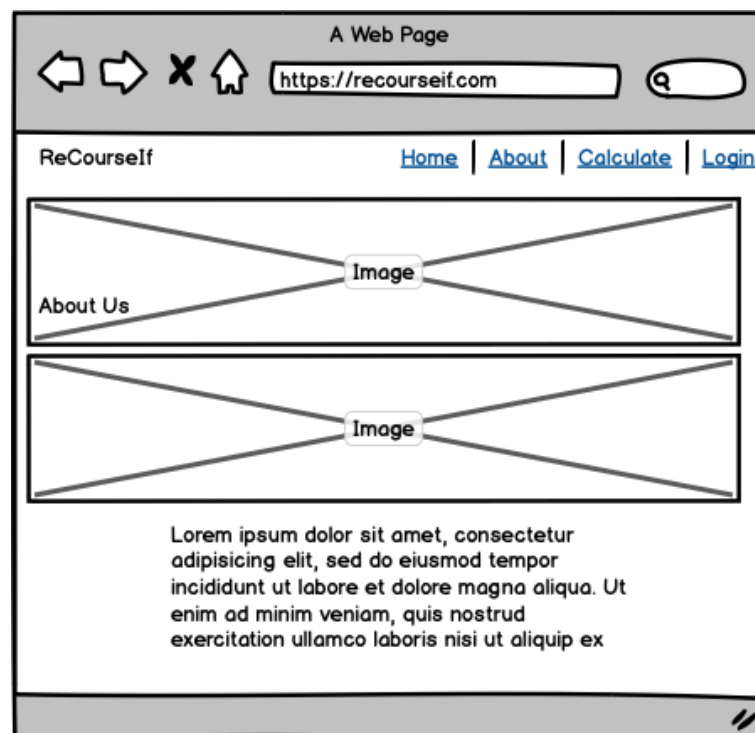 A Web Page
https://recourseif.com
ReCourseIf
Home About Calculate Login
Image
About Us
Image
Lorem ipsum dolor sit amet, consectetur
adipisicing elit, sed do eiusmod tempor
incididunt ut labore et dolore magna aliqua. Ut
enim ad minim veniam, quis nostrud
exercitation ullamco laboris nisi ut aliquip ex